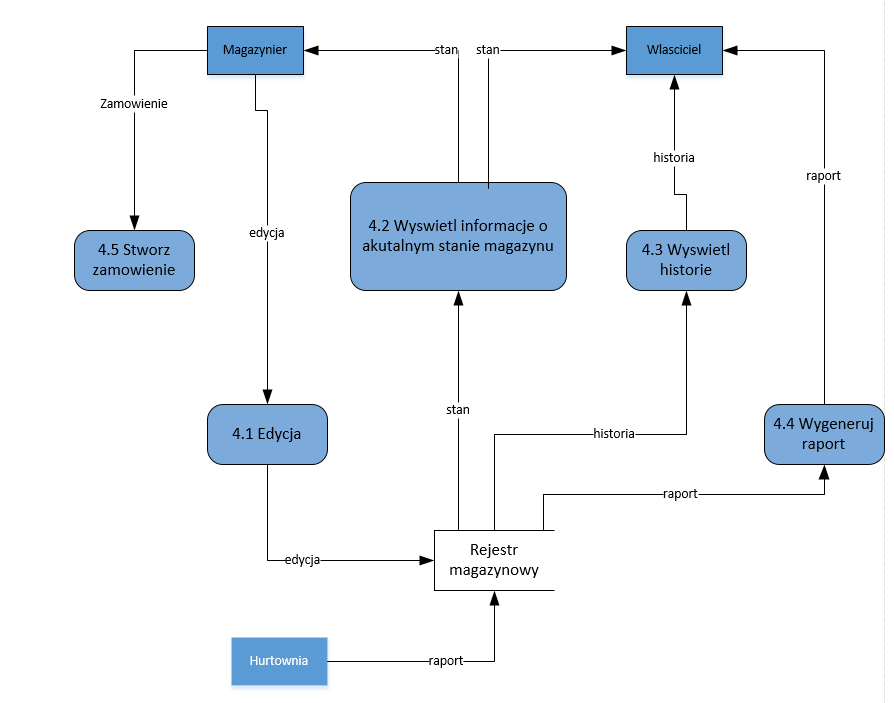 Magazynier
stan
stan
Wlasciciel
Zamowienie
historia
raport
edycja
4.2 Wyswietl informacje o
akutalnym stanie magazynu
4.5 Stworz
zamowienie
4.3 Wyswietl
historie
stan
4.1 Edycja
historia
4.4 Wygeneruj
raport
raport
edycja
Rejestr
magazynowy
Hurtownia
raport